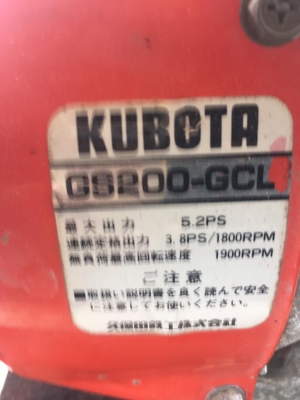 KUBOTA
GS200-GCL
最大出力 5.2PS
連続定格出力 3.8PS/1800RPM
無負荷最高回転速度 1900RPM
注意
■取扱い説明書を良く読んで安全
に注意してお使いください。